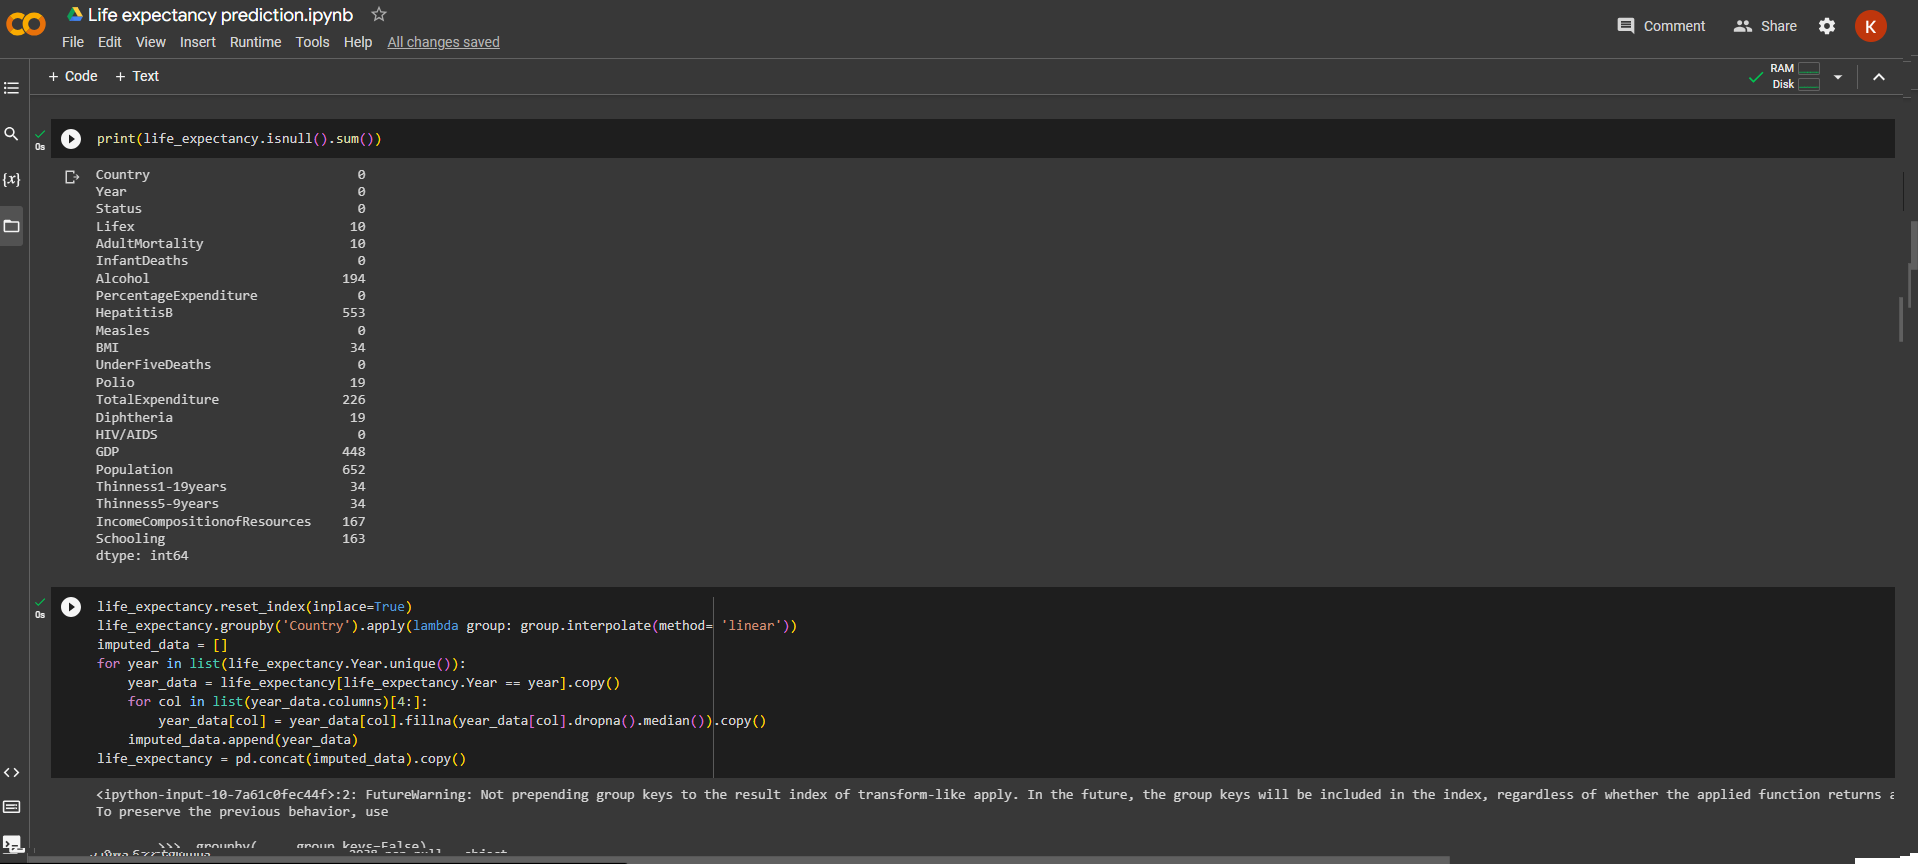 Life expectancy prediction.ipynb
File Edit View Insert Runtime Tools Help All changes saved
Comment Share K
+ Code + Text
RAM
Disk
{x}
0s
print(life_expectancy.isnull().sum())
Country 0
Year 0
Status 0
Lifex 10
AdultMortality 10
InfantDeaths 0
Alcohol 194
PercentageExpenditure 0
HepatitisB 553
Measles 0
BMI 34
UnderFiveDeaths 0
Polio 19
TotalExpenditure 226
Diphtheria 19
HIV/AIDS 0
GDP 448
Population 652
Thinness1-19years 34
Thinness5-9years 34
IncomeCompositionofResources 167
Schooling 163
dtype: int64
0s
life_expectancy.reset_index(inplace=True)
life_expectancy.groupby('Country').apply(lambda group: group.interpolate(method= 'linear'))
imputed_data = []
for year in list(life_expectancy.Year.unique()):
year_data = life_expectancy[life_expectancy.Year == year].copy()
for col in list(year_data.columns)[4:]:
year_data[col] = year_data[col].fillna(year_data[col].dropna().median()).copy()
imputed_data.append(year_data)
life_expectancy = pd.concat(imputed_data).copy()
<ipython-input-10-7a61c0fec44f>:2: FutureWarning: Not prepending group keys to the result index of transform-like apply. In the future, the group keys will be included in the index, regardless of whether the applied function returns
To preserve the previous behavior, use
>>> .groupby(..., group_keys=False)